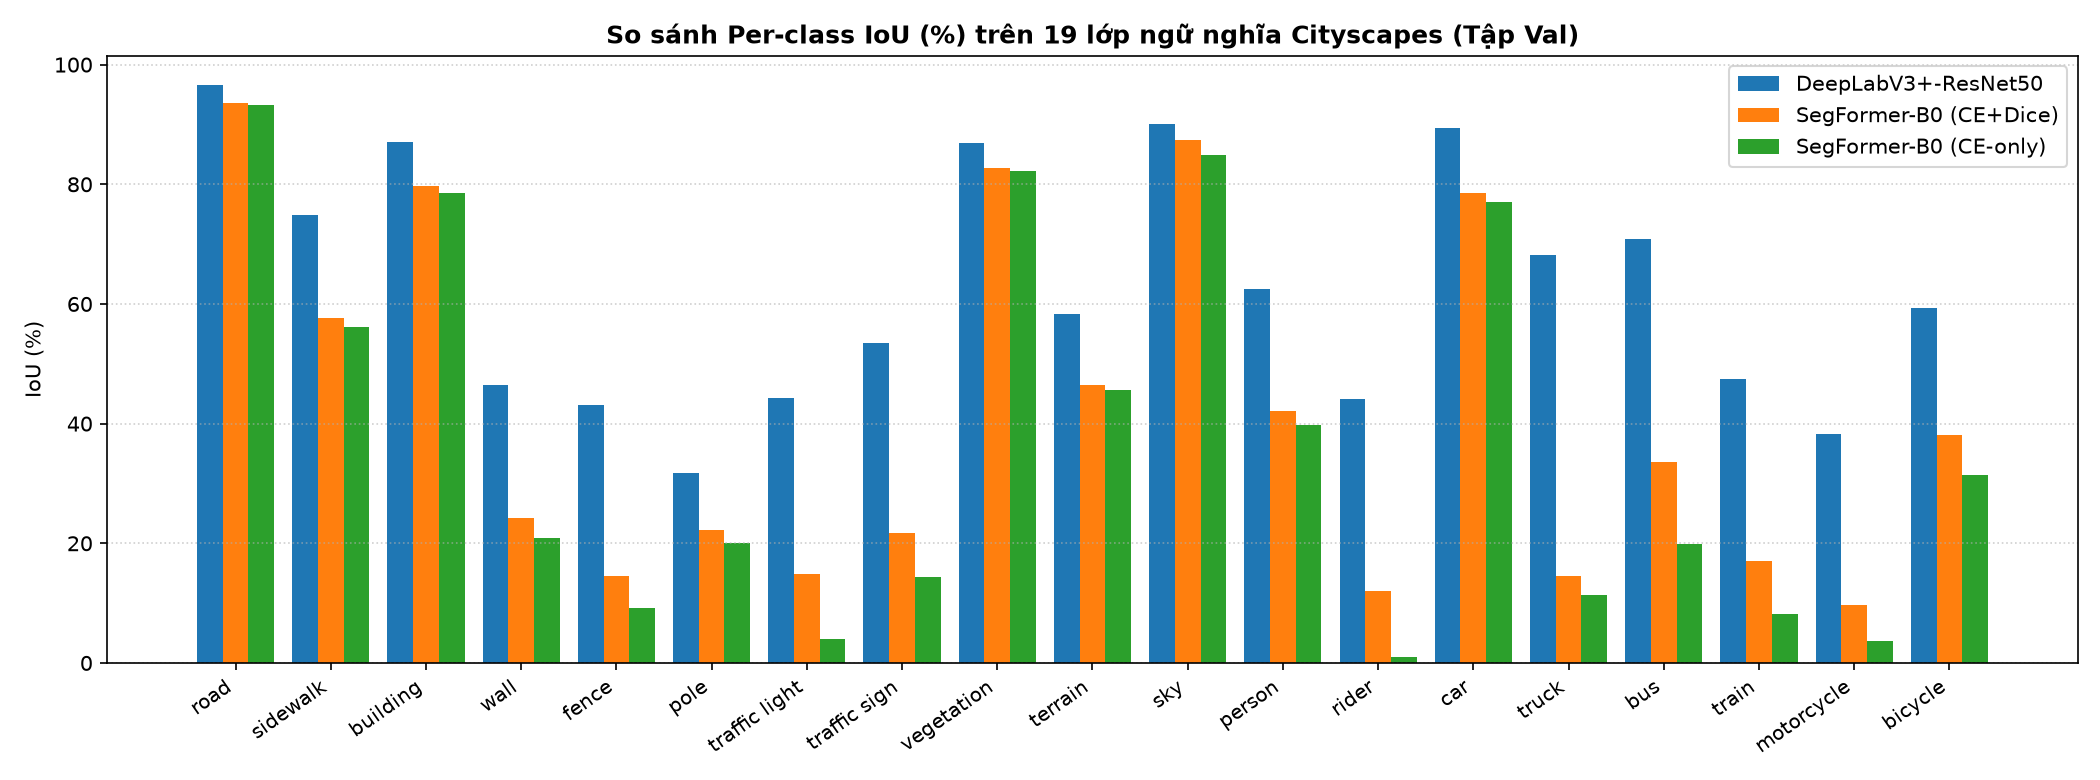 So sánh Per-class IoU (%) trên 19 lớp ngữ nghĩa Cityscapes (Tập Val)
DeepLabV3+-ResNet50
SegFormer-B0 (CE+Dice)
SegFormer-B0 (CE-only)
IoU (%)
100
80
60
40
20
0
road
sidewalk
building
wall
fence
pole
traffic light
traffic sign
vegetation
terrain
sky
person
rider
car
truck
bus
train
motorcycle
bicycle